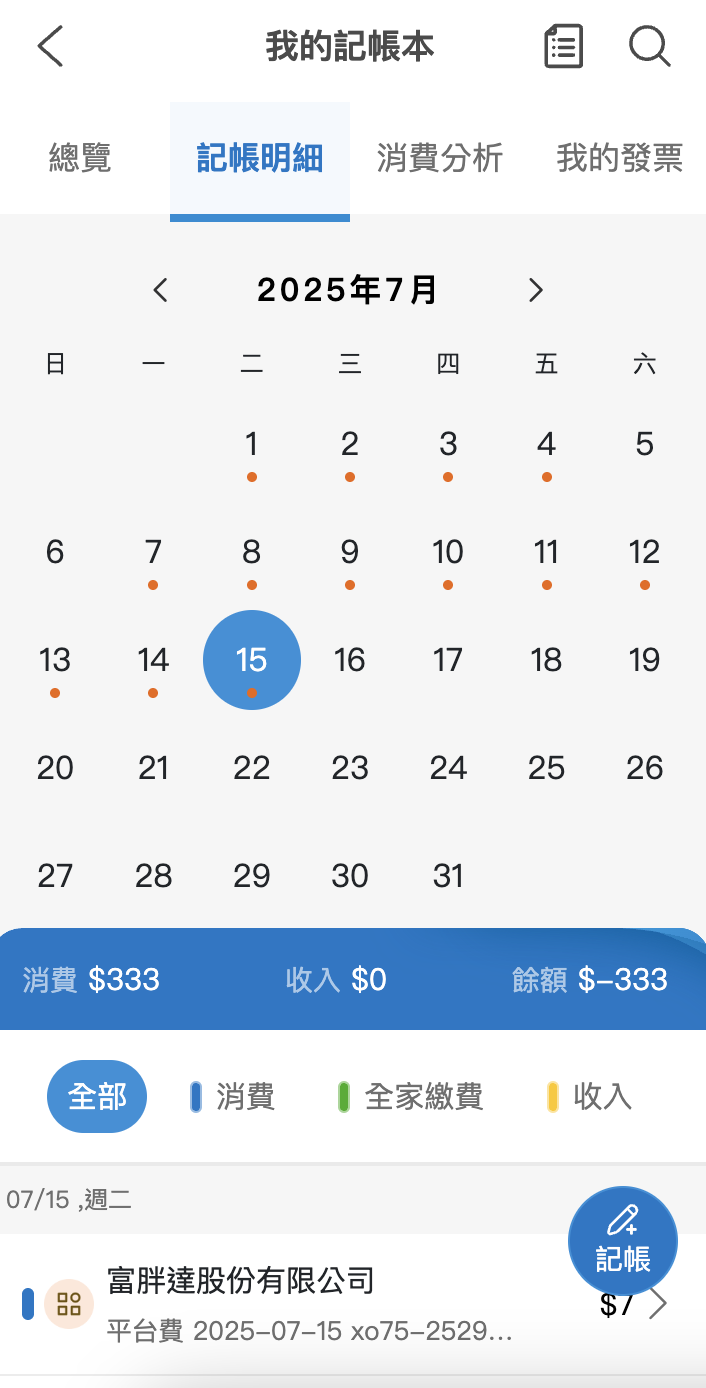 我的記帳本
總覽 記帳明細 消費分析 我的發票
2025年7月
日 一 二 三 四 五 六
1 2 3 4 5
6 7 8 9 10 11 12
13 14 15 16 17 18 19
20 21 22 23 24 25 26
27 28 29 30 31
消費 $333 收入 $0 餘額 $-333
全部 消費 全家繳費 收入
07/15 ,週二
記帳
富胖達股份有限公司
$7
平台費 2025-07-15 xo75-2529...